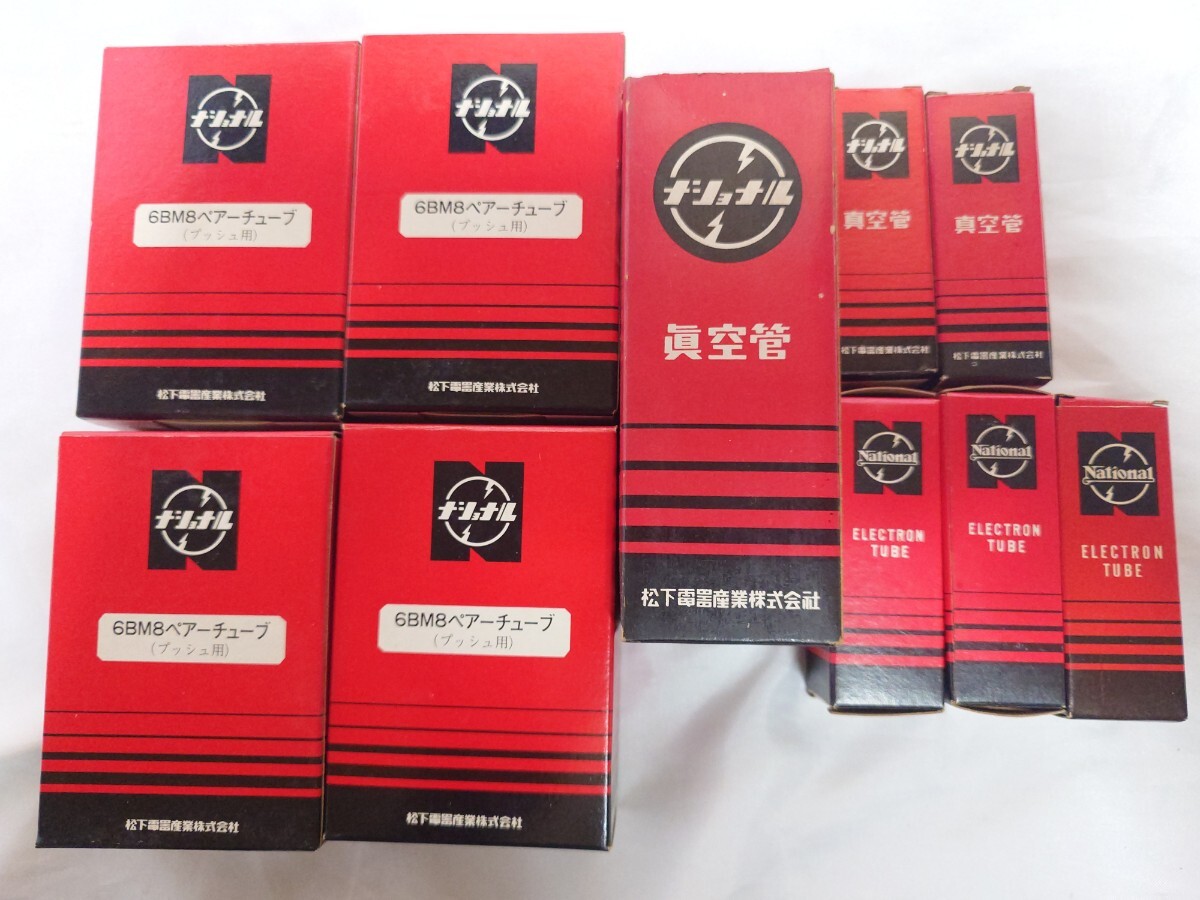 ナショナル
6BM8ペアーチューブ
(プッシュ用)
松下電器産業株式会社
ナショナル
6BM8ペアーチューブ
(プッシュ用)
松下電器産業株式会社
ナショナル
眞空管
松下電器産業株式会社
ナショナル
真空管
松下電器産業株式会社
ナショナル
真空管
松下電器産業株式会社
ナショナル
6BM8ペアーチューブ
(プッシュ用)
松下電器産業株式会社
ナショナル
6BM8ペアーチューブ
(プッシュ用)
松下電器産業株式会社
National
ELECTRON
TUBE
National
ELECTRON
TUBE
National
ELECTRON
TUBE